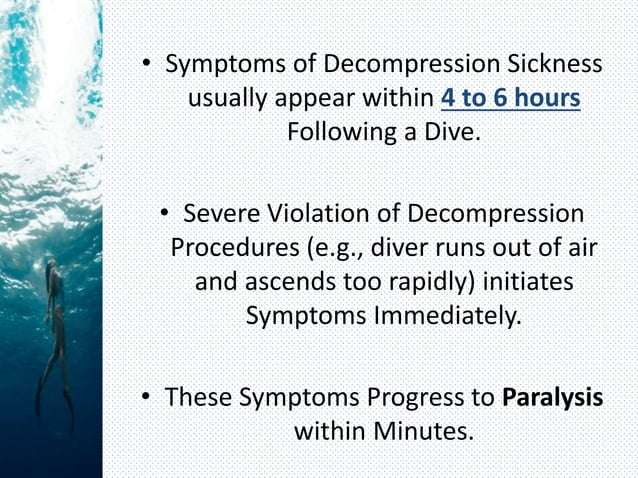 • Symptoms of Decompression Sickness
usually appear within 4 to 6 hours
Following a Dive.
• Severe Violation of Decompression
Procedures (e.g., diver runs out of air
and ascends too rapidly) initiates
Symptoms Immediately.
• These Symptoms Progress to Paralysis
within Minutes.